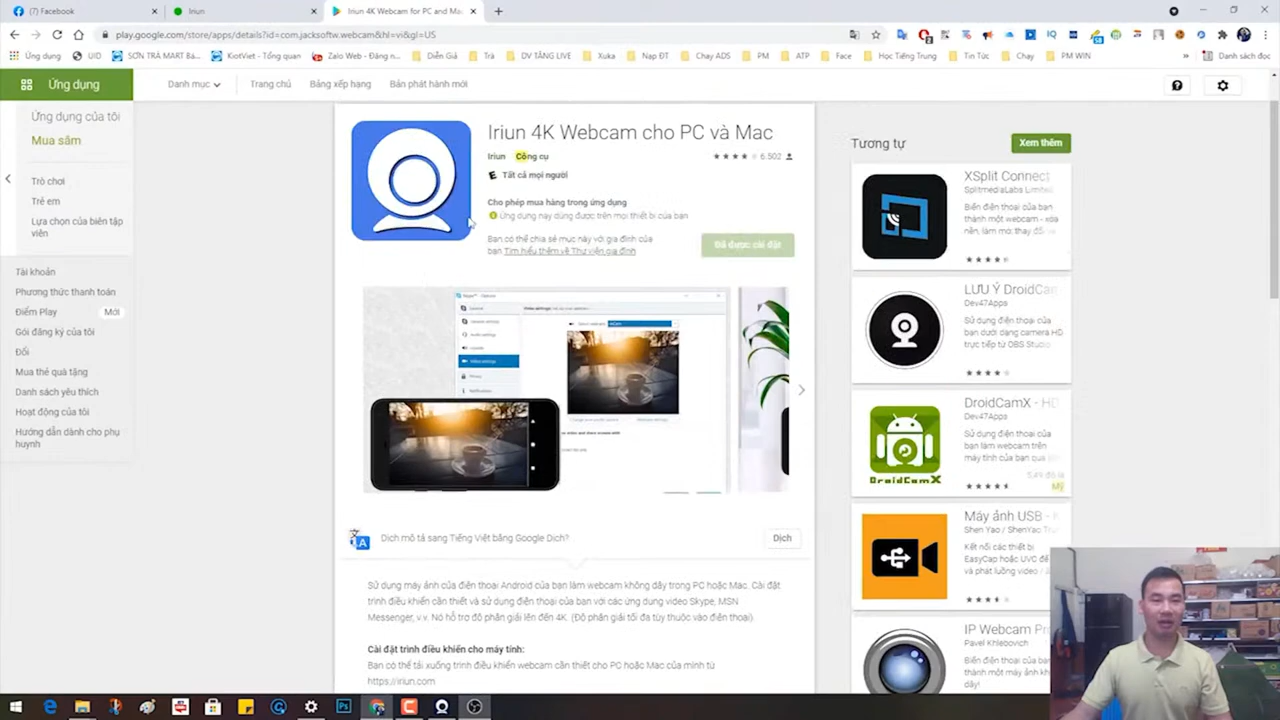 (7) Facebook
Iriun
Iriun 4K Webcam for PC and Mac
play.google.com/store/apps/details?id=com.jacksoftw.webcam&hl=vi&gl=US
Ứng dụng
UID
SƠN TRÀ MART Bá...
KiotViet - Tổng quan
Zalo Web - Đăng n...
Diễn Giả
Trà
DV TĂNG LIVE
Xuka
Nạp ĐT
Chạy ADS
PM
ATP
Face
Học Tiếng Trung
Tin Tức
Chay
PM WIN
»
Danh sách đọc
Ứng dụng
Danh mục
Trang chủ
Bảng xếp hạng
Bản phát hành mới
Ứng dụng của tôi
Mua sắm
Trò chơi
Trẻ em
Lựa chọn của biên tập
viên
Tài khoản
Phương thức thanh toán
Điểm Play
Mới
Gói đăng ký của tôi
Đổi
Mua thẻ quà tặng
Danh sách yêu thích
Hoạt động của tôi
Hướng dẫn dành cho phụ
huynh
Iriun 4K Webcam cho PC và Mac
Iriun
Công cụ
6.502
E Tất cả mọi người
Cho phép mua hàng trong ứng dụng
Ứng dụng này dùng được trên mọi thiết bị của bạn
Bạn có thể chia sẻ mục này với gia đình của
bạn Tìm hiểu thêm về Thư viện gia đình
Đã được cài đặt
Dịch mô tả sang Tiếng Việt bằng Google Dịch?
Dịch
Sử dụng máy ảnh của điện thoại Android của bạn làm webcam không dây trong PC hoặc Mac. Cài đặt
trình điều khiển cần thiết và sử dụng điện thoại của bạn với các ứng dụng video Skype, MSN
Messenger, v.v. Nó hỗ trợ độ phân giải lên đến 4K. (Độ phân giải tối đa tùy thuộc vào điện thoại).
Cài đặt trình điều khiển cho máy tính:
Bạn có thể tải xuống trình điều khiển webcam cần thiết cho PC hoặc Mac của mình từ
https://iriun.com
Tương tự
Xem thêm
XSplit Connect
SplitmediaLabs Limited
Biến điện thoại của bạn
thành một webcam - xóa
nền, làm mờ, thay đổi
LƯU Ý DroidCam
Dev47Apps
Sử dụng điện thoại của
bạn dưới dạng camera HD
trực tiếp từ OBS Studio
DroidCamX - HD
Dev47Apps
Sử dụng điện thoại của
bạn làm webcam trên
máy tính của bạn qua
5,49 đô la
Mỹ
DROIDCAMX
Máy ảnh USB -
Shen Yao / ShenYao
Kết nối các thiết bị
EasyCap hoặc UVC để
và phát luồng video /
IP Webcam Pro
Pavel Khlebovich
Biến điện thoại của bạn
thành một máy ảnh không
dây!